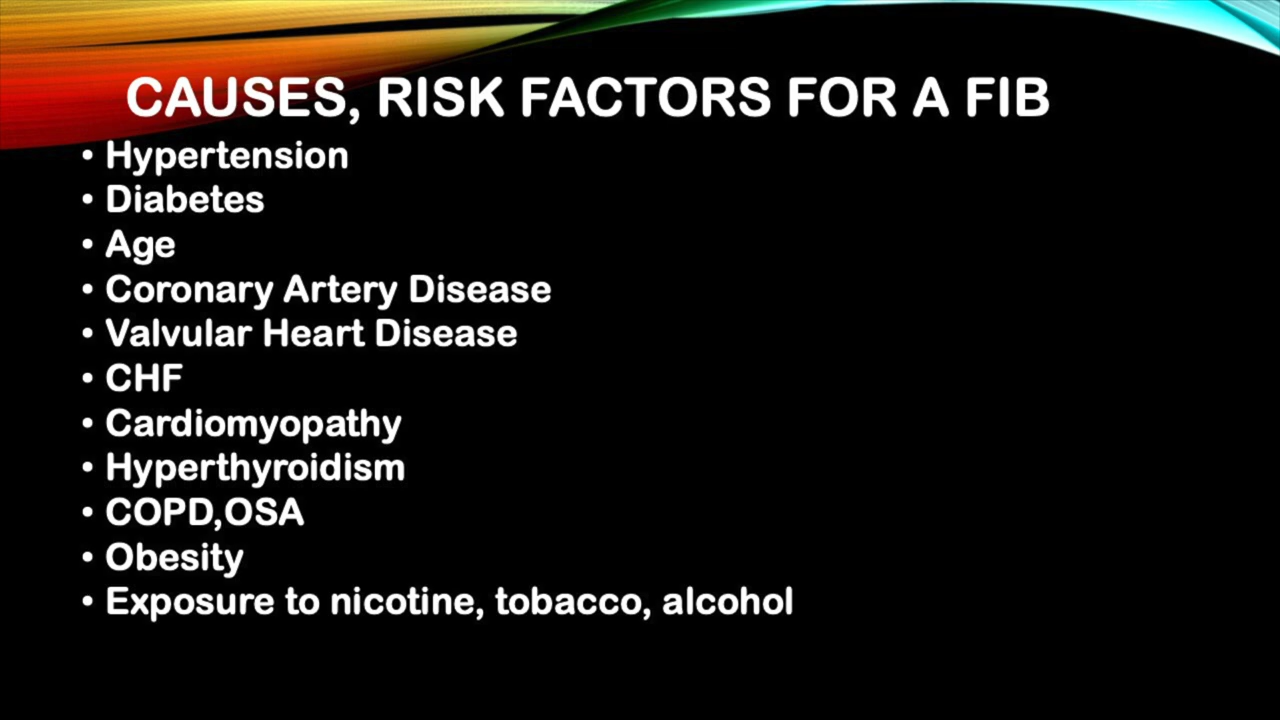 CAUSES, RISK FACTORS FOR A FIB
• Hypertension
• Diabetes
• Age
• Coronary Artery Disease
• Valvular Heart Disease
• CHF
• Cardiomyopathy
• Hyperthyroidism
• COPD,OSA
• Obesity
• Exposure to nicotine, tobacco, alcohol